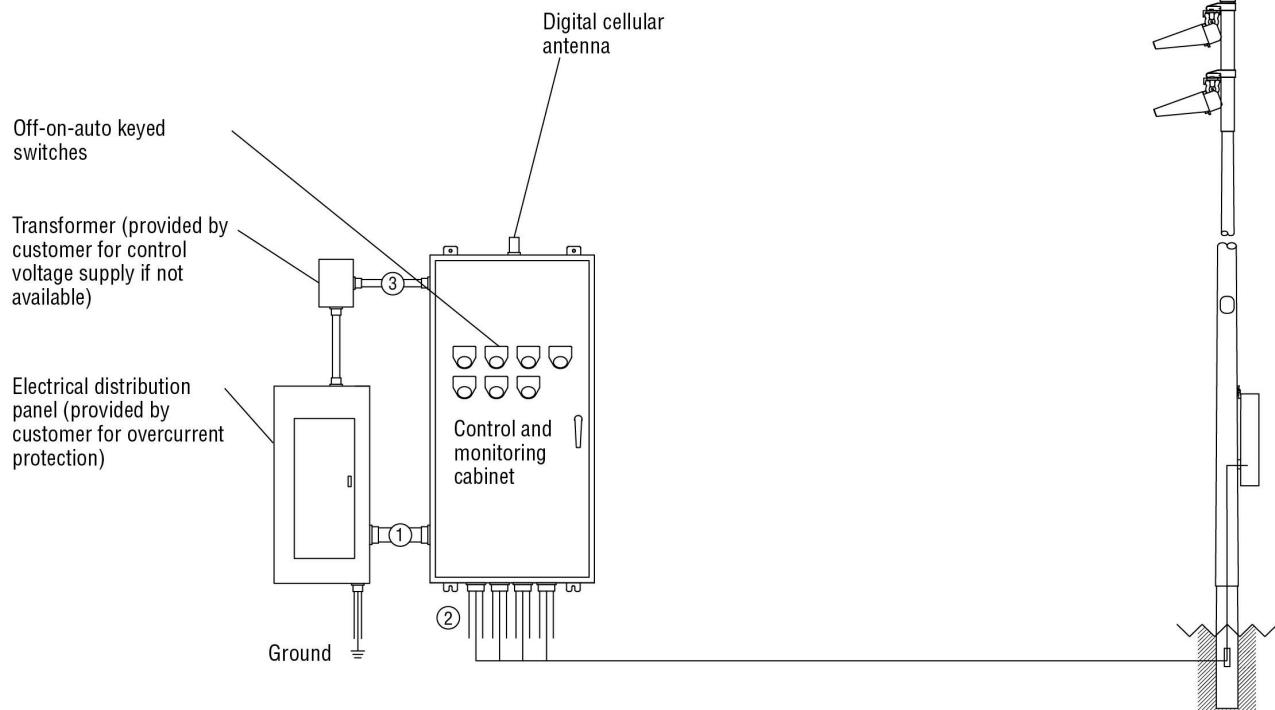 Digital cellular
antenna
Off-on-auto keyed
switches
Transformer (provided by
customer for control
voltage supply if not
available)
3
Electrical distribution
panel (provided by
customer for overcurrent
protection)
Control and
monitoring
cabinet
1
2
Ground